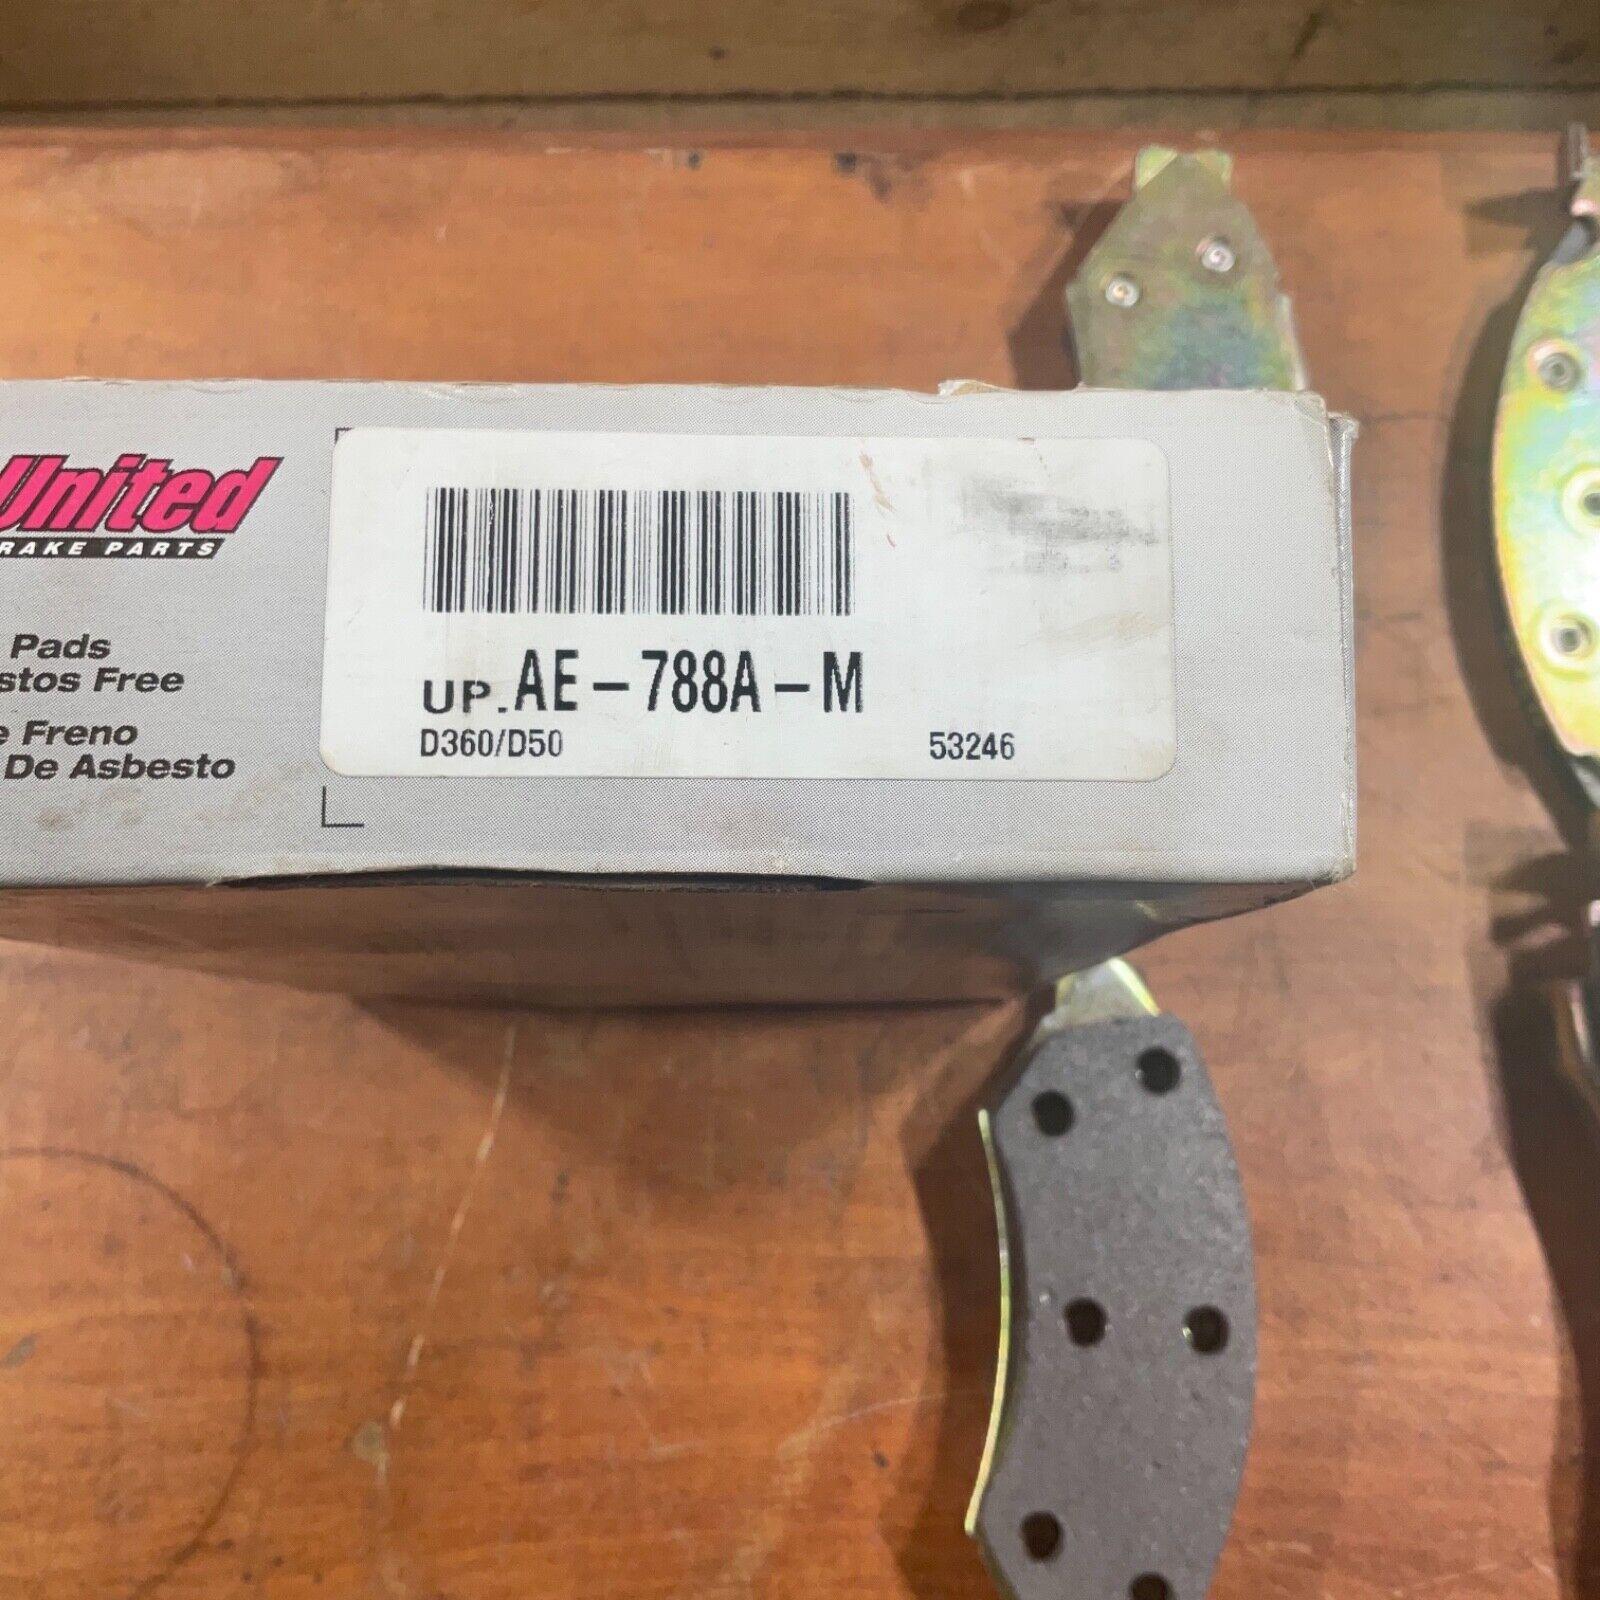 United
RAKE PARTS
Pads
stos Free
e Freno
De Asbesto
UP. AE-788A-M
D360/D50
53246